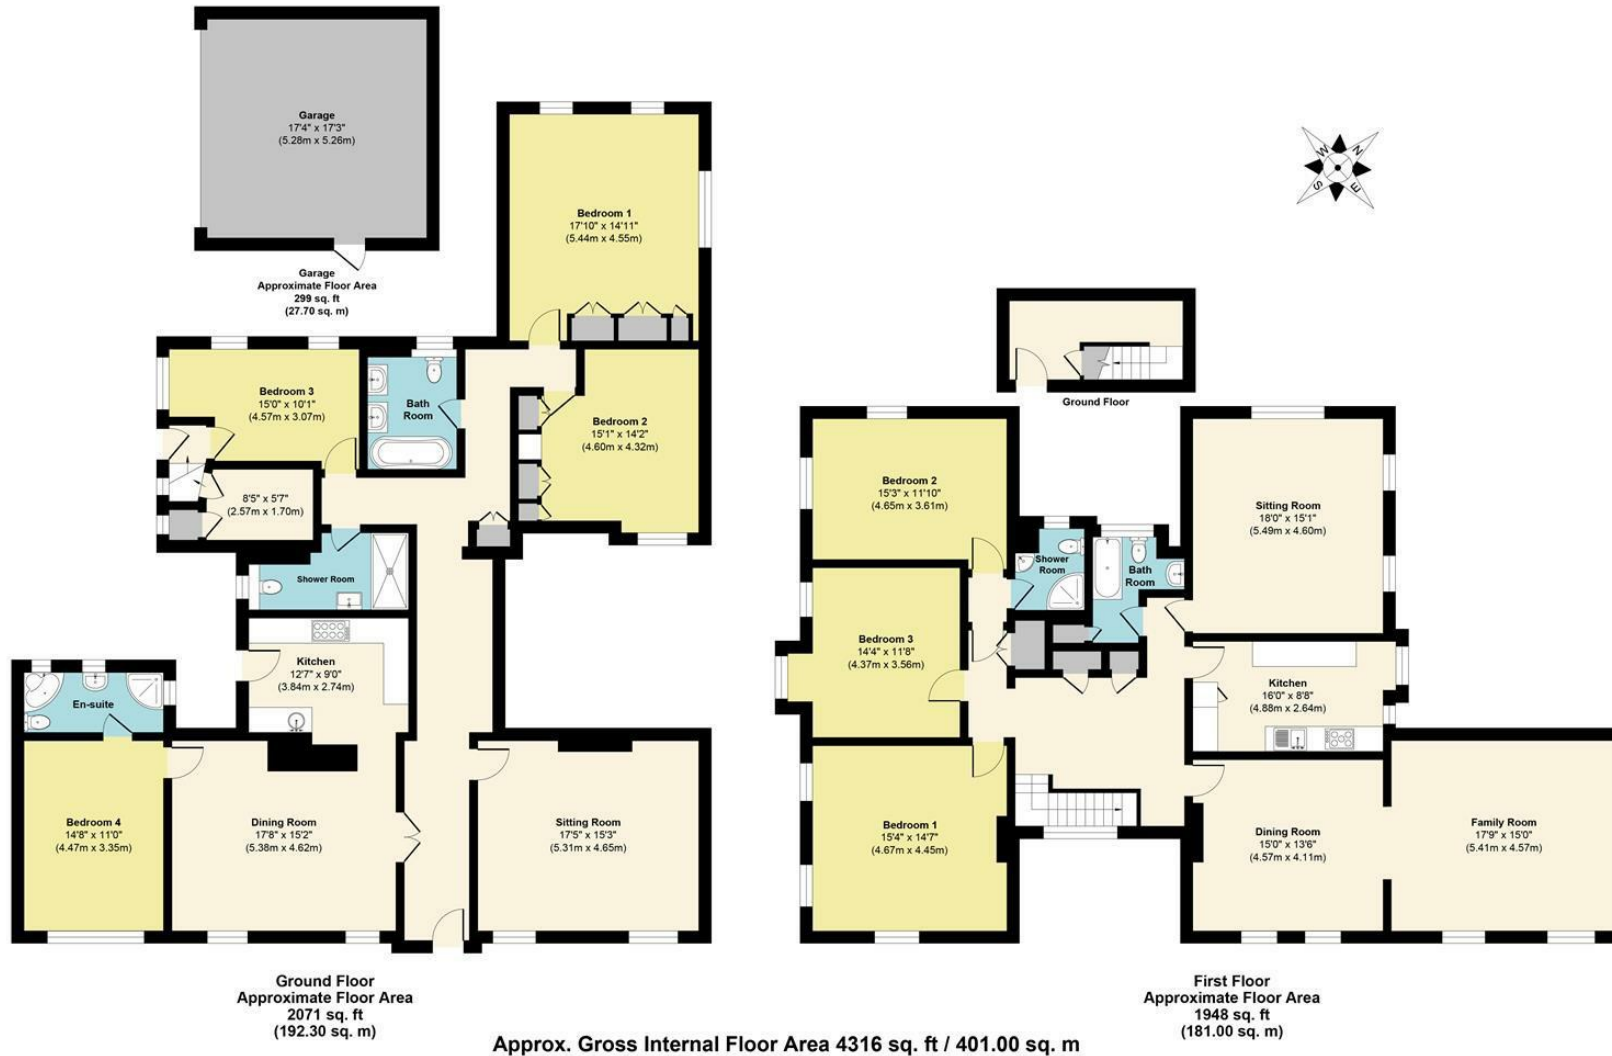 Garage
17'4" x 17'3"
(5.28m x 5.26m)
Garage
Approximate Floor Area
299 sq. ft
(27.70 sq. m)
Bedroom 1
17'10" x 14'11"
(5.44m x 4.55m)
Bedroom 3
15'0" x 10'1"
(4.57m x 3.07m)
Bath
Room
Bedroom 2
15'1" x 14'2"
(4.60m x 4.32m)
8'5" x 5'7"
(2.57m x 1.70m)
Shower Room
Kitchen
12'7" x 9'0"
(3.84m x 2.74m)
En-suite
Bedroom 4
14'8" x 11'0"
(4.47m x 3.35m)
Dining Room
17'8" x 15'2"
(5.38m x 4.62m)
Sitting Room
17'5" x 15'3"
(5.31m x 4.65m)
Ground Floor
Approximate Floor Area
2071 sq. ft
(192.30 sq. m)
W
N
S
E
Ground Floor
Bedroom 2
15'3" x 11'10"
(4.65m x 3.61m)
Shower
Room
Bath
Room
Sitting Room
18'0" x 15'1"
(5.49m x 4.60m)
Bedroom 3
14'4" x 11'8"
(4.37m x 3.56m)
Kitchen
16'0" x 8'8"
(4.88m x 2.64m)
Bedroom 1
15'4" x 14'7"
(4.67m x 4.45m)
Dining Room
15'0" x 13'6"
(4.57m x 4.11m)
Family Room
17'9" x 15'0"
(5.41m x 4.57m)
First Floor
Approximate Floor Area
1948 sq. ft
(181.00 sq. m)
Approx. Gross Internal Floor Area 4316 sq. ft / 401.00 sq. m